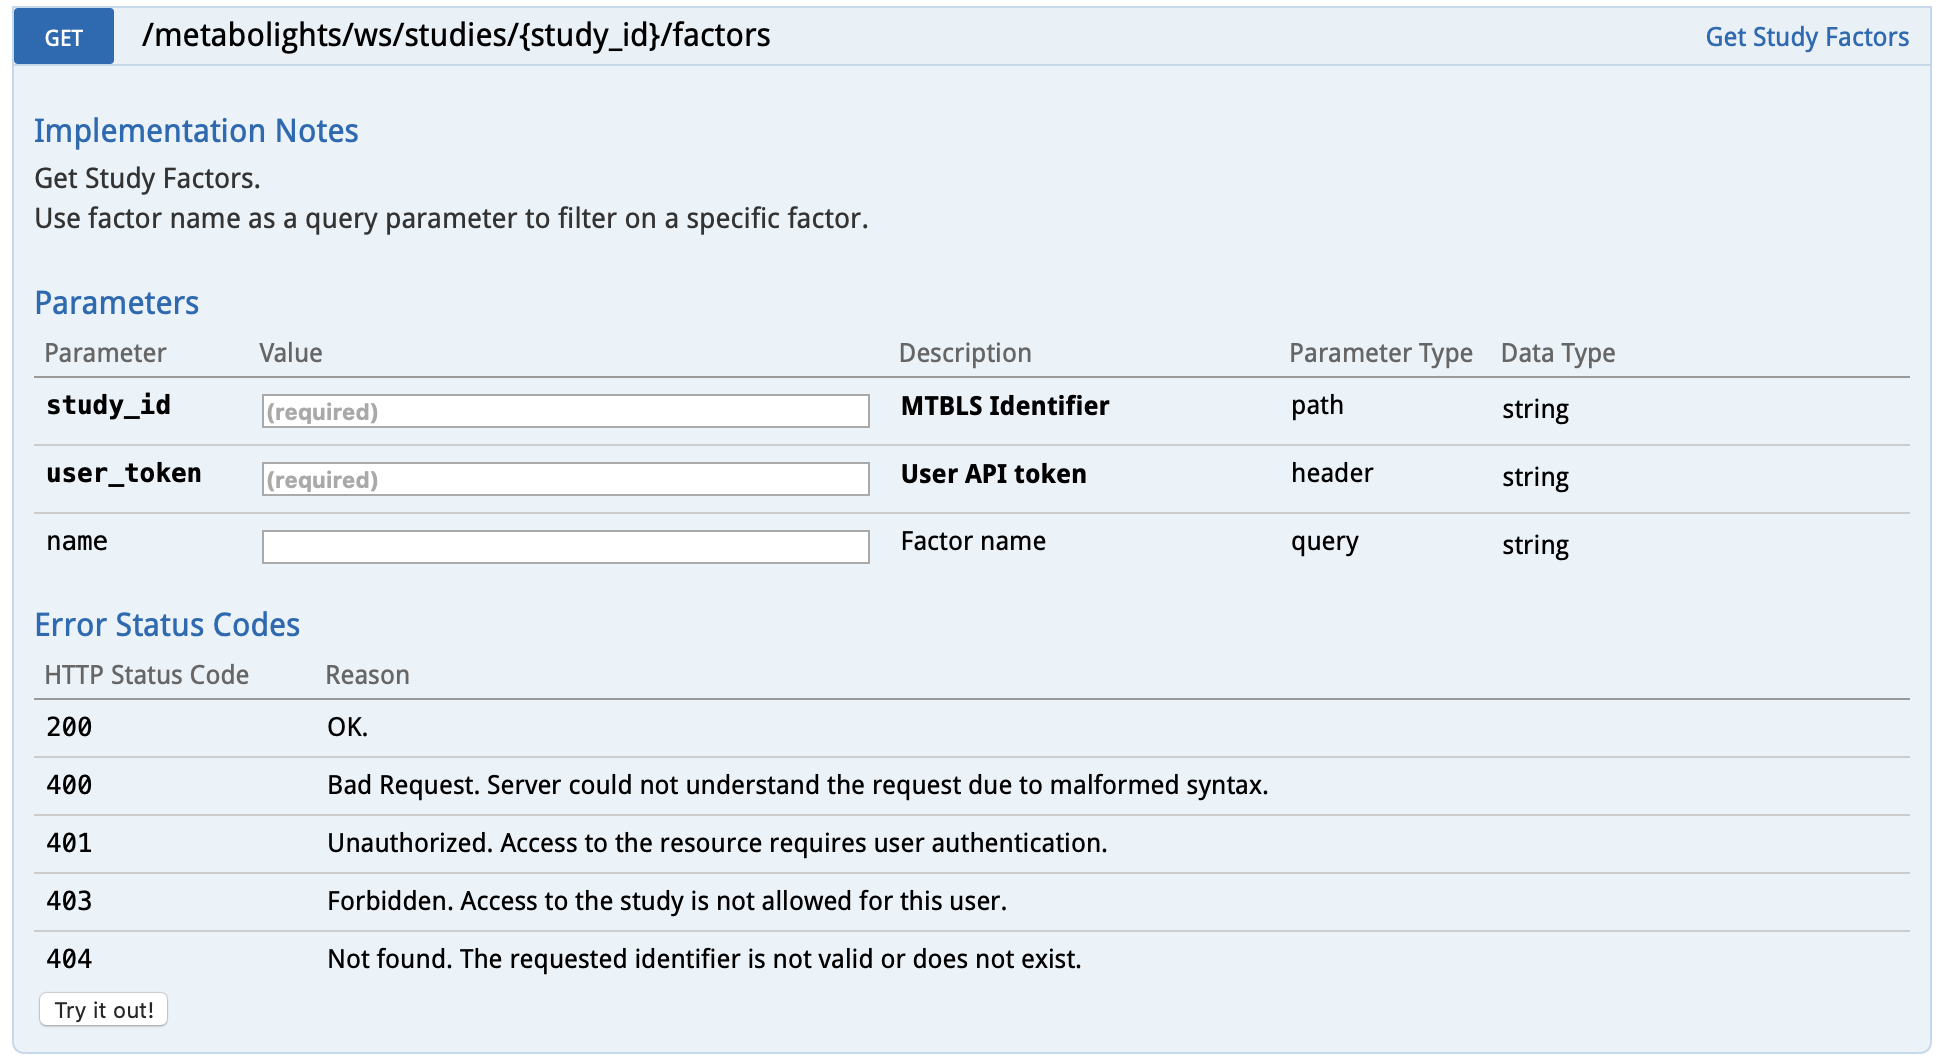 GET /metabolights/ws/studies/{study_id}/factors Get Study Factors
Implementation Notes
Get Study Factors.
Use factor name as a query parameter to filter on a specific factor.
Parameters
Parameter Value Description Parameter Type Data Type
study_id (required) MTBLS Identifier path string
user_token (required) User API token header string
name Factor name query string
Error Status Codes
HTTP Status Code Reason
200 OK.
400 Bad Request. Server could not understand the request due to malformed syntax.
401 Unauthorized. Access to the resource requires user authentication.
403 Forbidden. Access to the study is not allowed for this user.
404 Not found. The requested identifier is not valid or does not exist.
Try it out!